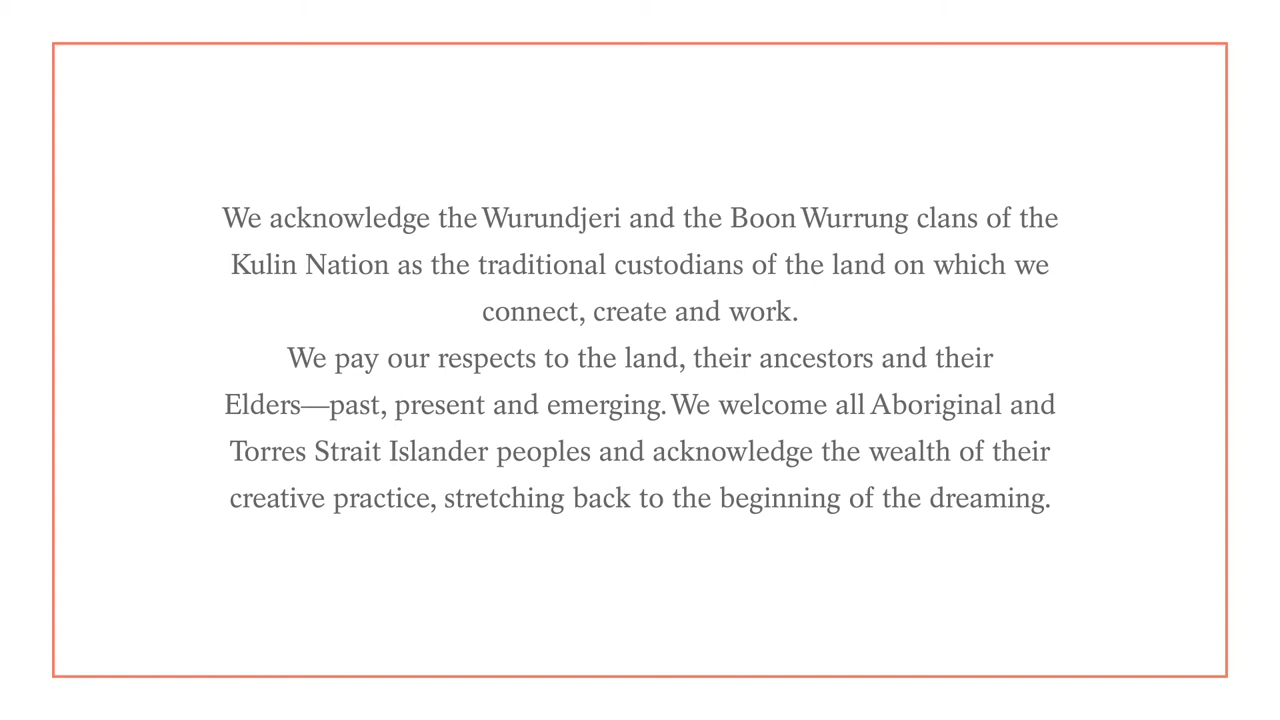 We acknowledge the Wurundjeri and the Boon Wurrung clans of the
Kulin Nation as the traditional custodians of the land on which we
connect, create and work.
We pay our respects to the land, their ancestors and their
Elders—past, present and emerging. We welcome all Aboriginal and
Torres Strait Islander peoples and acknowledge the wealth of their
creative practice, stretching back to the beginning of the dreaming.